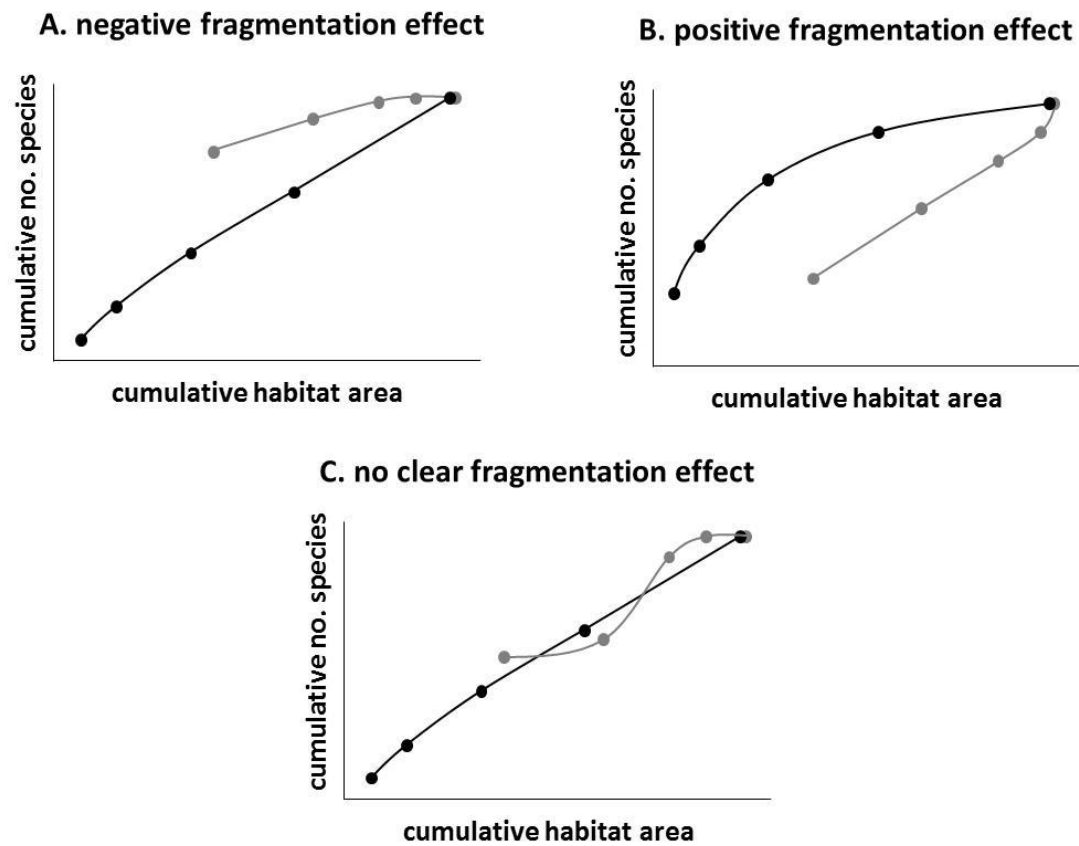 A. negative fragmentation effect
cumulative no. species
cumulative habitat area
B. positive fragmentation effect
cumulative no. species
cumulative habitat area
C. no clear fragmentation effect
cumulative no. species
cumulative habitat area